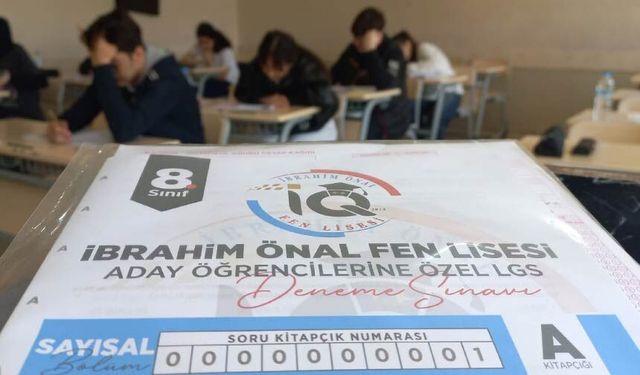 8.
Sınıf
İBRAHİM ÖNAL
İQ
FEN LİSESİ
İBRAHİM ÖNAL FEN LİSESİ
ADAY ÖĞRENCİLERİNE ÖZEL LGS
Deneme Sınavı
SAYISAL
Bölüm
SORU KİTAPÇIK NUMARASI
0 0 0 0 0 0 0 0 0 0 1
A
KİTAPÇIĞI
A
A
A